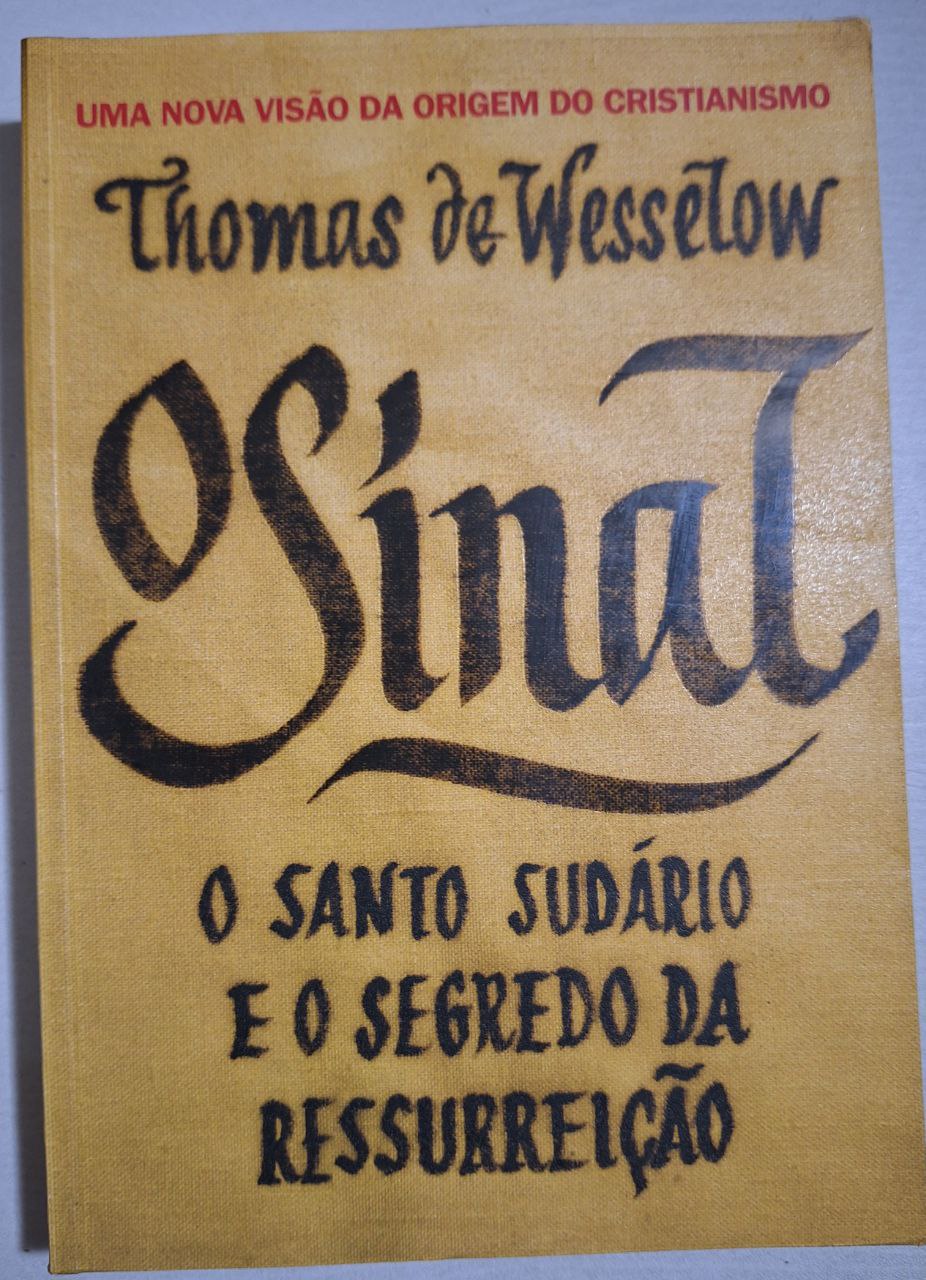 UMA NOVA VISÃO DA ORIGEM DO CRISTIANISMO
Thomas de Wesselow
O Sinal
O SANTO SUDÁRIO
E O SEGREDO DA
RESSURREIÇÃO